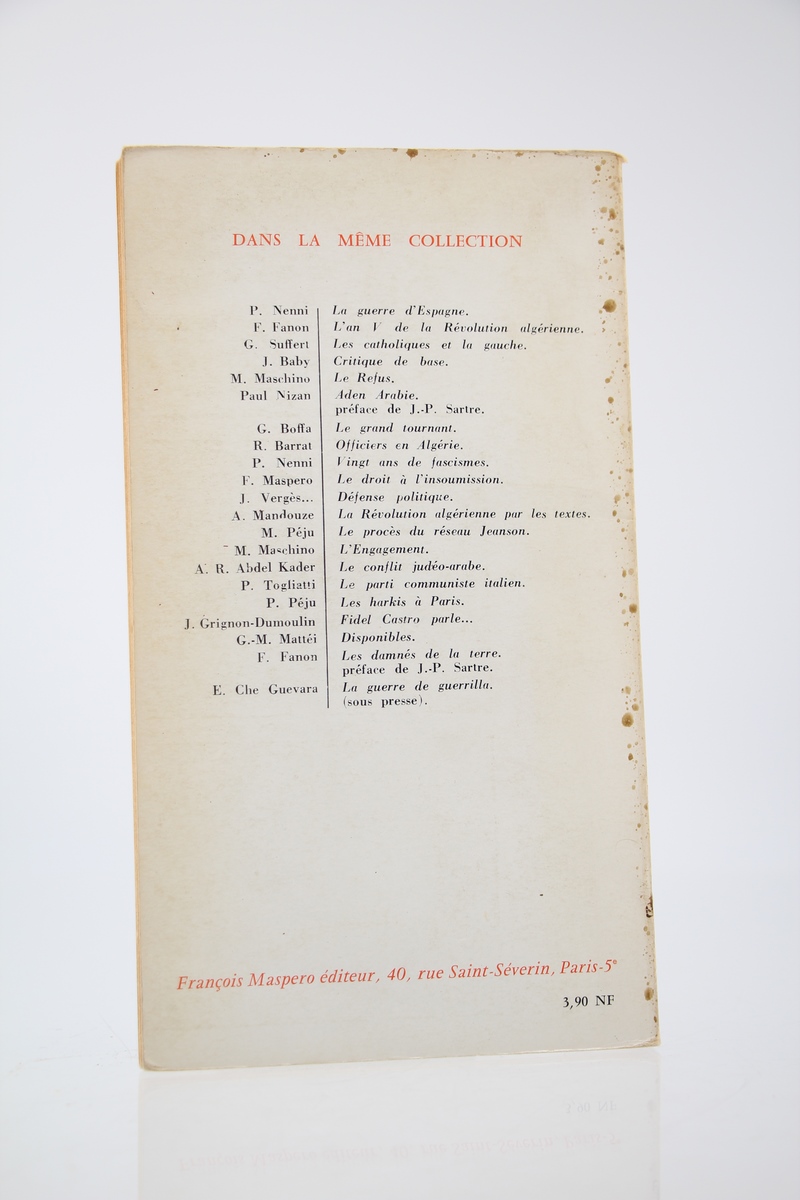 DANS LA MÊME COLLECTION
P. Nenni La guerre d'Espagne.
F. Fanon L'an V de la Révolution algérienne.
G. Suffert Les catholiques et la gauche.
J. Baby Critique de base.
M. Maschino Le Refus.
Paul Nizan Aden Arabie.
préface de J.-P. Sartre.
G. Boffa Le grand tournant.
R. Barrat Officiers en Algérie.
P. Nenni Vingt ans de fascismes.
F. Maspero Le droit à l'insoumission.
J. Vergès... Défense politique.
A. Mandouze La Révolution algérienne par les textes.
M. Péju Le procès du réseau Jeanson.
M. Maschino L'Engagement.
A. R. Abdel Kader Le conflit judéo-arabe.
P. Togliatti Le parti communiste italien.
P. Péju Les harkis à Paris.
J. Grignon-Dumoulin Fidel Castro parle...
G.-M. Mattéi Disponibles.
F. Fanon Les damnés de la terre.
préface de J.-P. Sartre.
E. Che Guevara La guerre de guerrilla.
(sous presse).
François Maspero éditeur, 40, rue Saint-Séverin, Paris-5e
3,90 NF